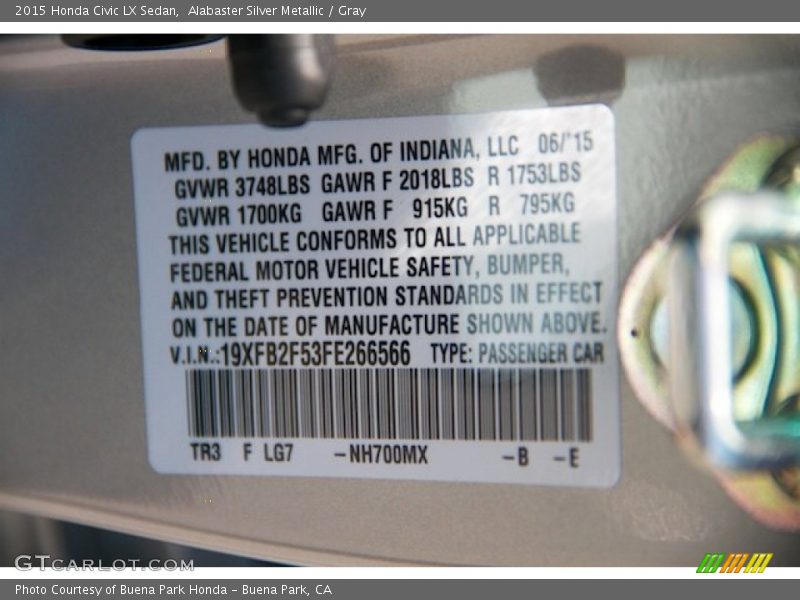 2015 Honda Civic LX Sedan,  Alabaster Silver Metallic / Gray
MFD. BY HONDA MFG. OF INDIANA, LLC 06/'15
GVWR 3748LBS GAWR F 2018LBS R 1753LBS
GVWR 1700KG GAWR F 915KG R 795KG
THIS VEHICLE CONFORMS TO ALL APPLICABLE
FEDERAL MOTOR VEHICLE SAFETY, BUMPER,
AND THEFT PREVENTION STANDARDS IN EFFECT
ON THE DATE OF MANUFACTURE SHOWN ABOVE.
V.I.N.:19XFB2F53FE266566 TYPE: PASSENGER CAR
TR3 F LG7 -NH700MX -B -E
GTCARLOT.COM
Photo Courtesy of Buena Park Honda - Buena Park, CA